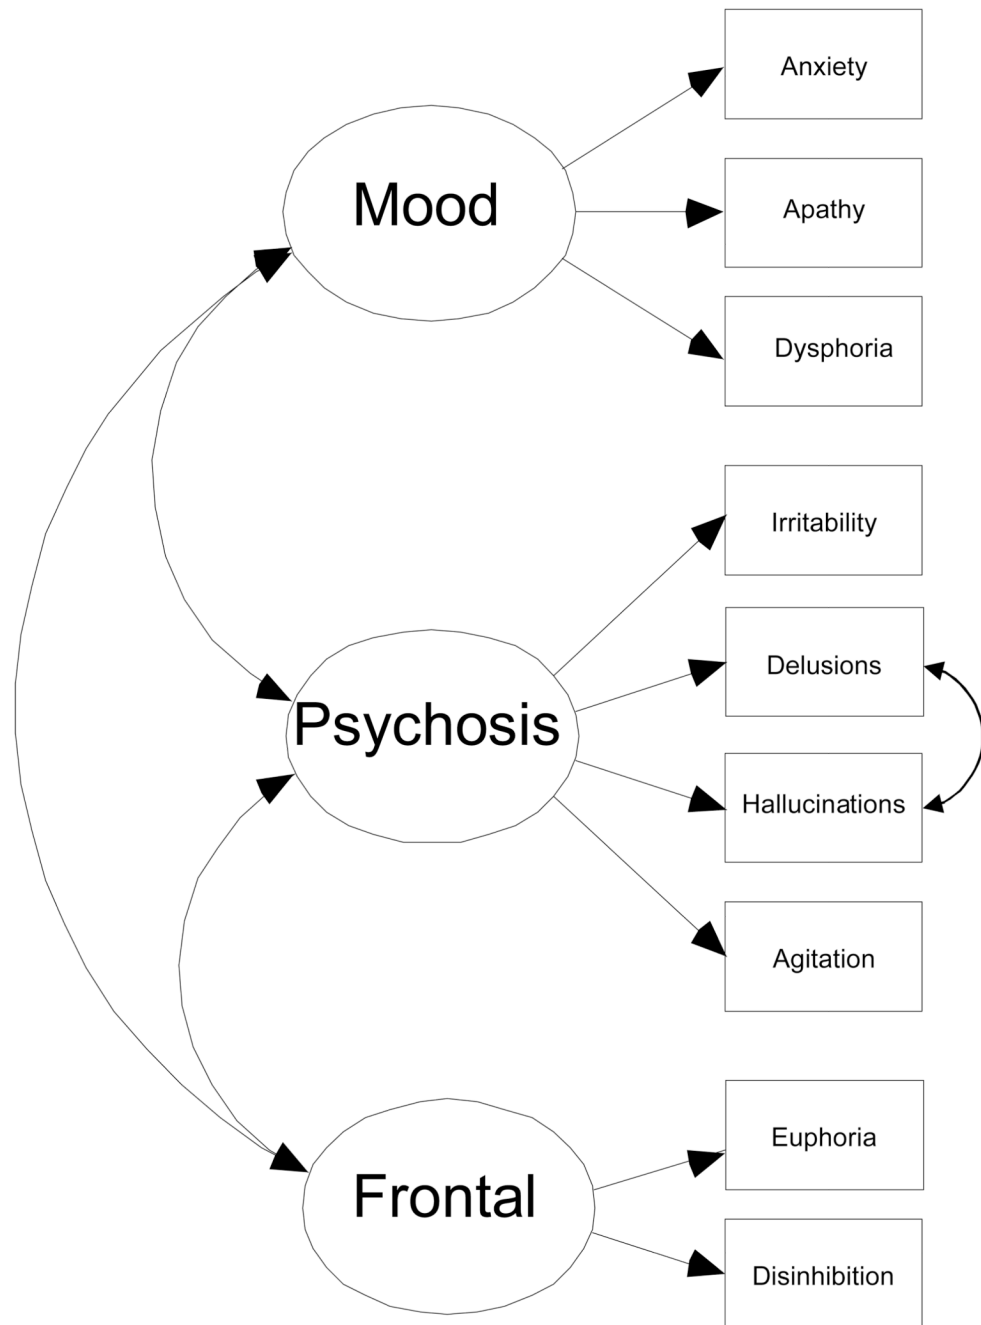 Anxiety
Mood
Apathy
Dysphoria
Irritability
Delusions
Psychosis
Hallucinations
Agitation
Euphoria
Frontal
Disinhibition